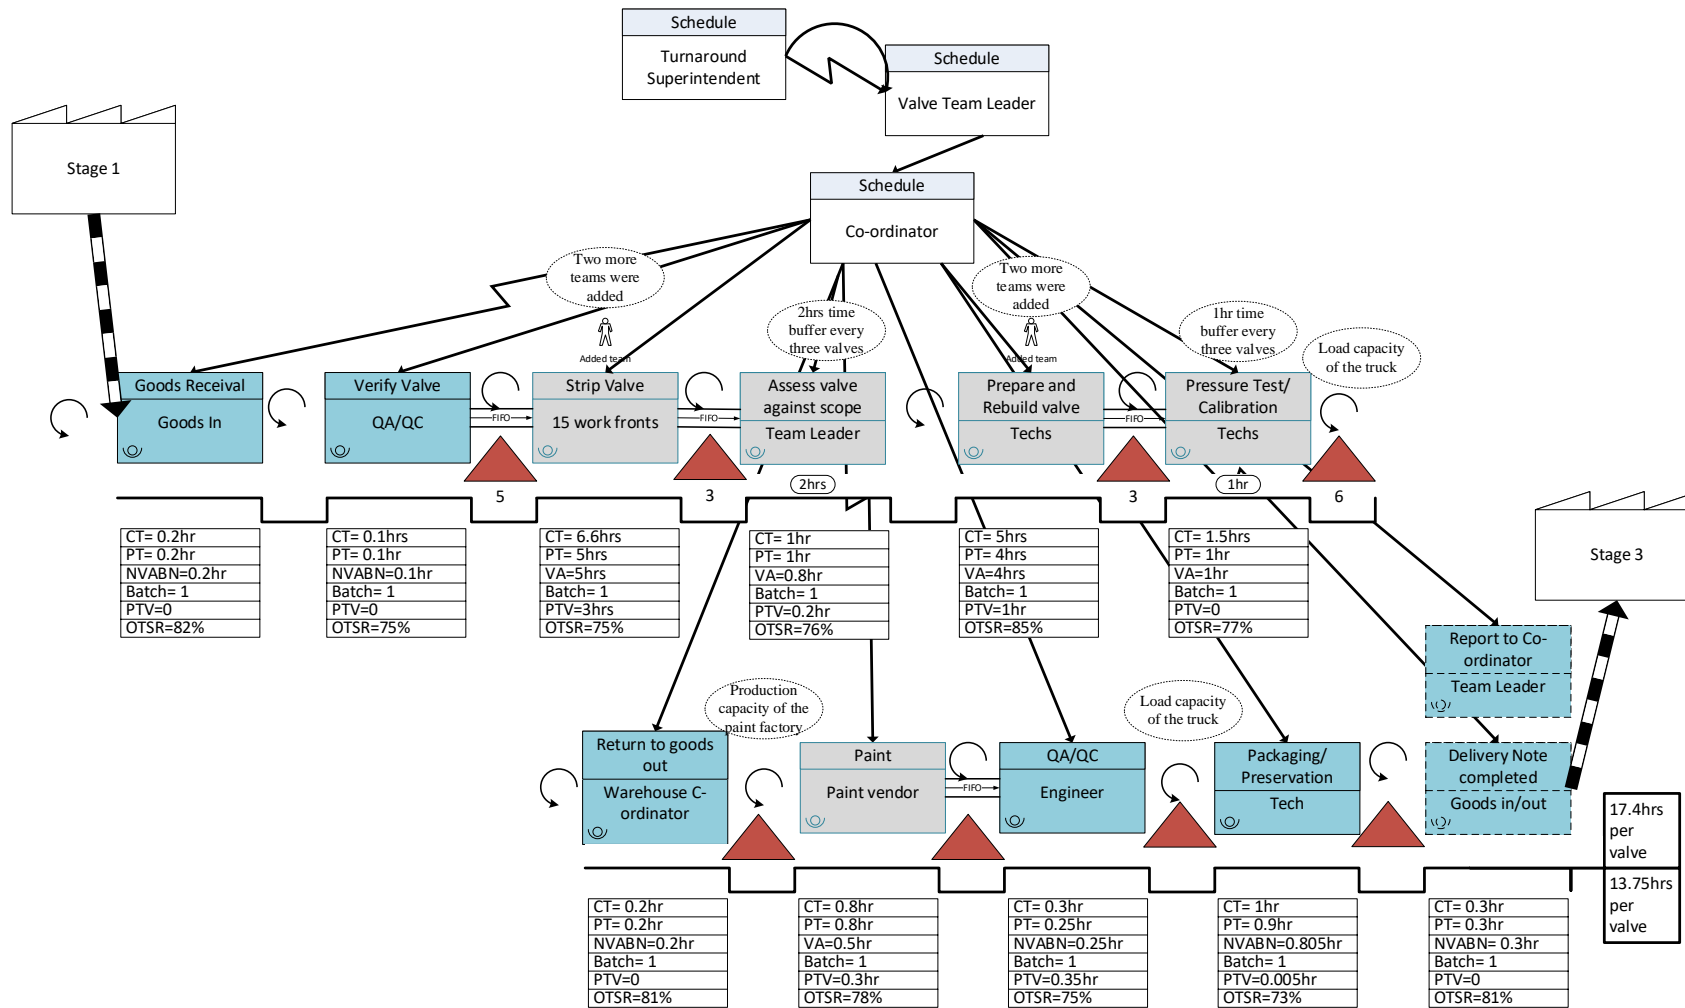 Schedule
Turnaround
Superintendent
Schedule
Valve Team Leader
Stage 1
Schedule
Co-ordinator
Two more
teams were
added
Two more
teams were
added
2hrs time
buffer every
three valves
1hr time
buffer every
three valves
Load capacity
of the truck
Added team
Added team
Goods Receival
Goods In
Verify Valve
QA/QC
FIFO
Strip Valve
15 work fronts
FIFO
Assess valve
against scope
Team Leader
Prepare and
Rebuild valve
Techs
FIFO
Pressure Test/
Calibration
Techs
5
3
2hrs
3
1hr
6
CT= 0.2hr
PT= 0.2hr
NVABN=0.2hr
Batch= 1
PTV=0
OTSR=82%
CT= 0.1hrs
PT= 0.1hr
NVABN=0.1hr
Batch= 1
PTV=0
OTSR=75%
CT= 6.6hrs
PT= 5hrs
VA=5hrs
Batch= 1
PTV=3hrs
OTSR=75%
CT= 1hr
PT= 1hr
VA=0.8hr
Batch= 1
PTV=0.2hr
OTSR=76%
CT= 5hrs
PT= 4hrs
VA=4hrs
Batch= 1
PTV=1hr
OTSR=85%
CT= 1.5hrs
PT= 1hr
VA=1hr
Batch= 1
PTV=0
OTSR=77%
Stage 3
Report to Co-
ordinator
Team Leader
Production
capacity of the
paint factory
Load capacity
of the truck
Return to goods
out
Warehouse C-
ordinator
Paint
Paint vendor
FIFO
QA/QC
Engineer
Packaging/
Preservation
Tech
Delivery Note
completed
Goods in/out
17.4hrs
per
valve
13.75hrs
per
valve
CT= 0.2hr
PT= 0.2hr
NVABN=0.2hr
Batch= 1
PTV=0
OTSR=81%
CT= 0.8hr
PT= 0.8hr
VA=0.5hr
Batch= 1
PTV=0.3hr
OTSR=78%
CT= 0.3hr
PT= 0.25hr
NVABN=0.25hr
Batch= 1
PTV=0.35hr
OTSR=75%
CT= 1hr
PT= 0.9hr
NVABN=0.805hr
Batch= 1
PTV=0.005hr
OTSR=73%
CT= 0.3hr
PT= 0.3hr
NVABN= 0.3hr
Batch= 1
PTV=0
OTSR=81%